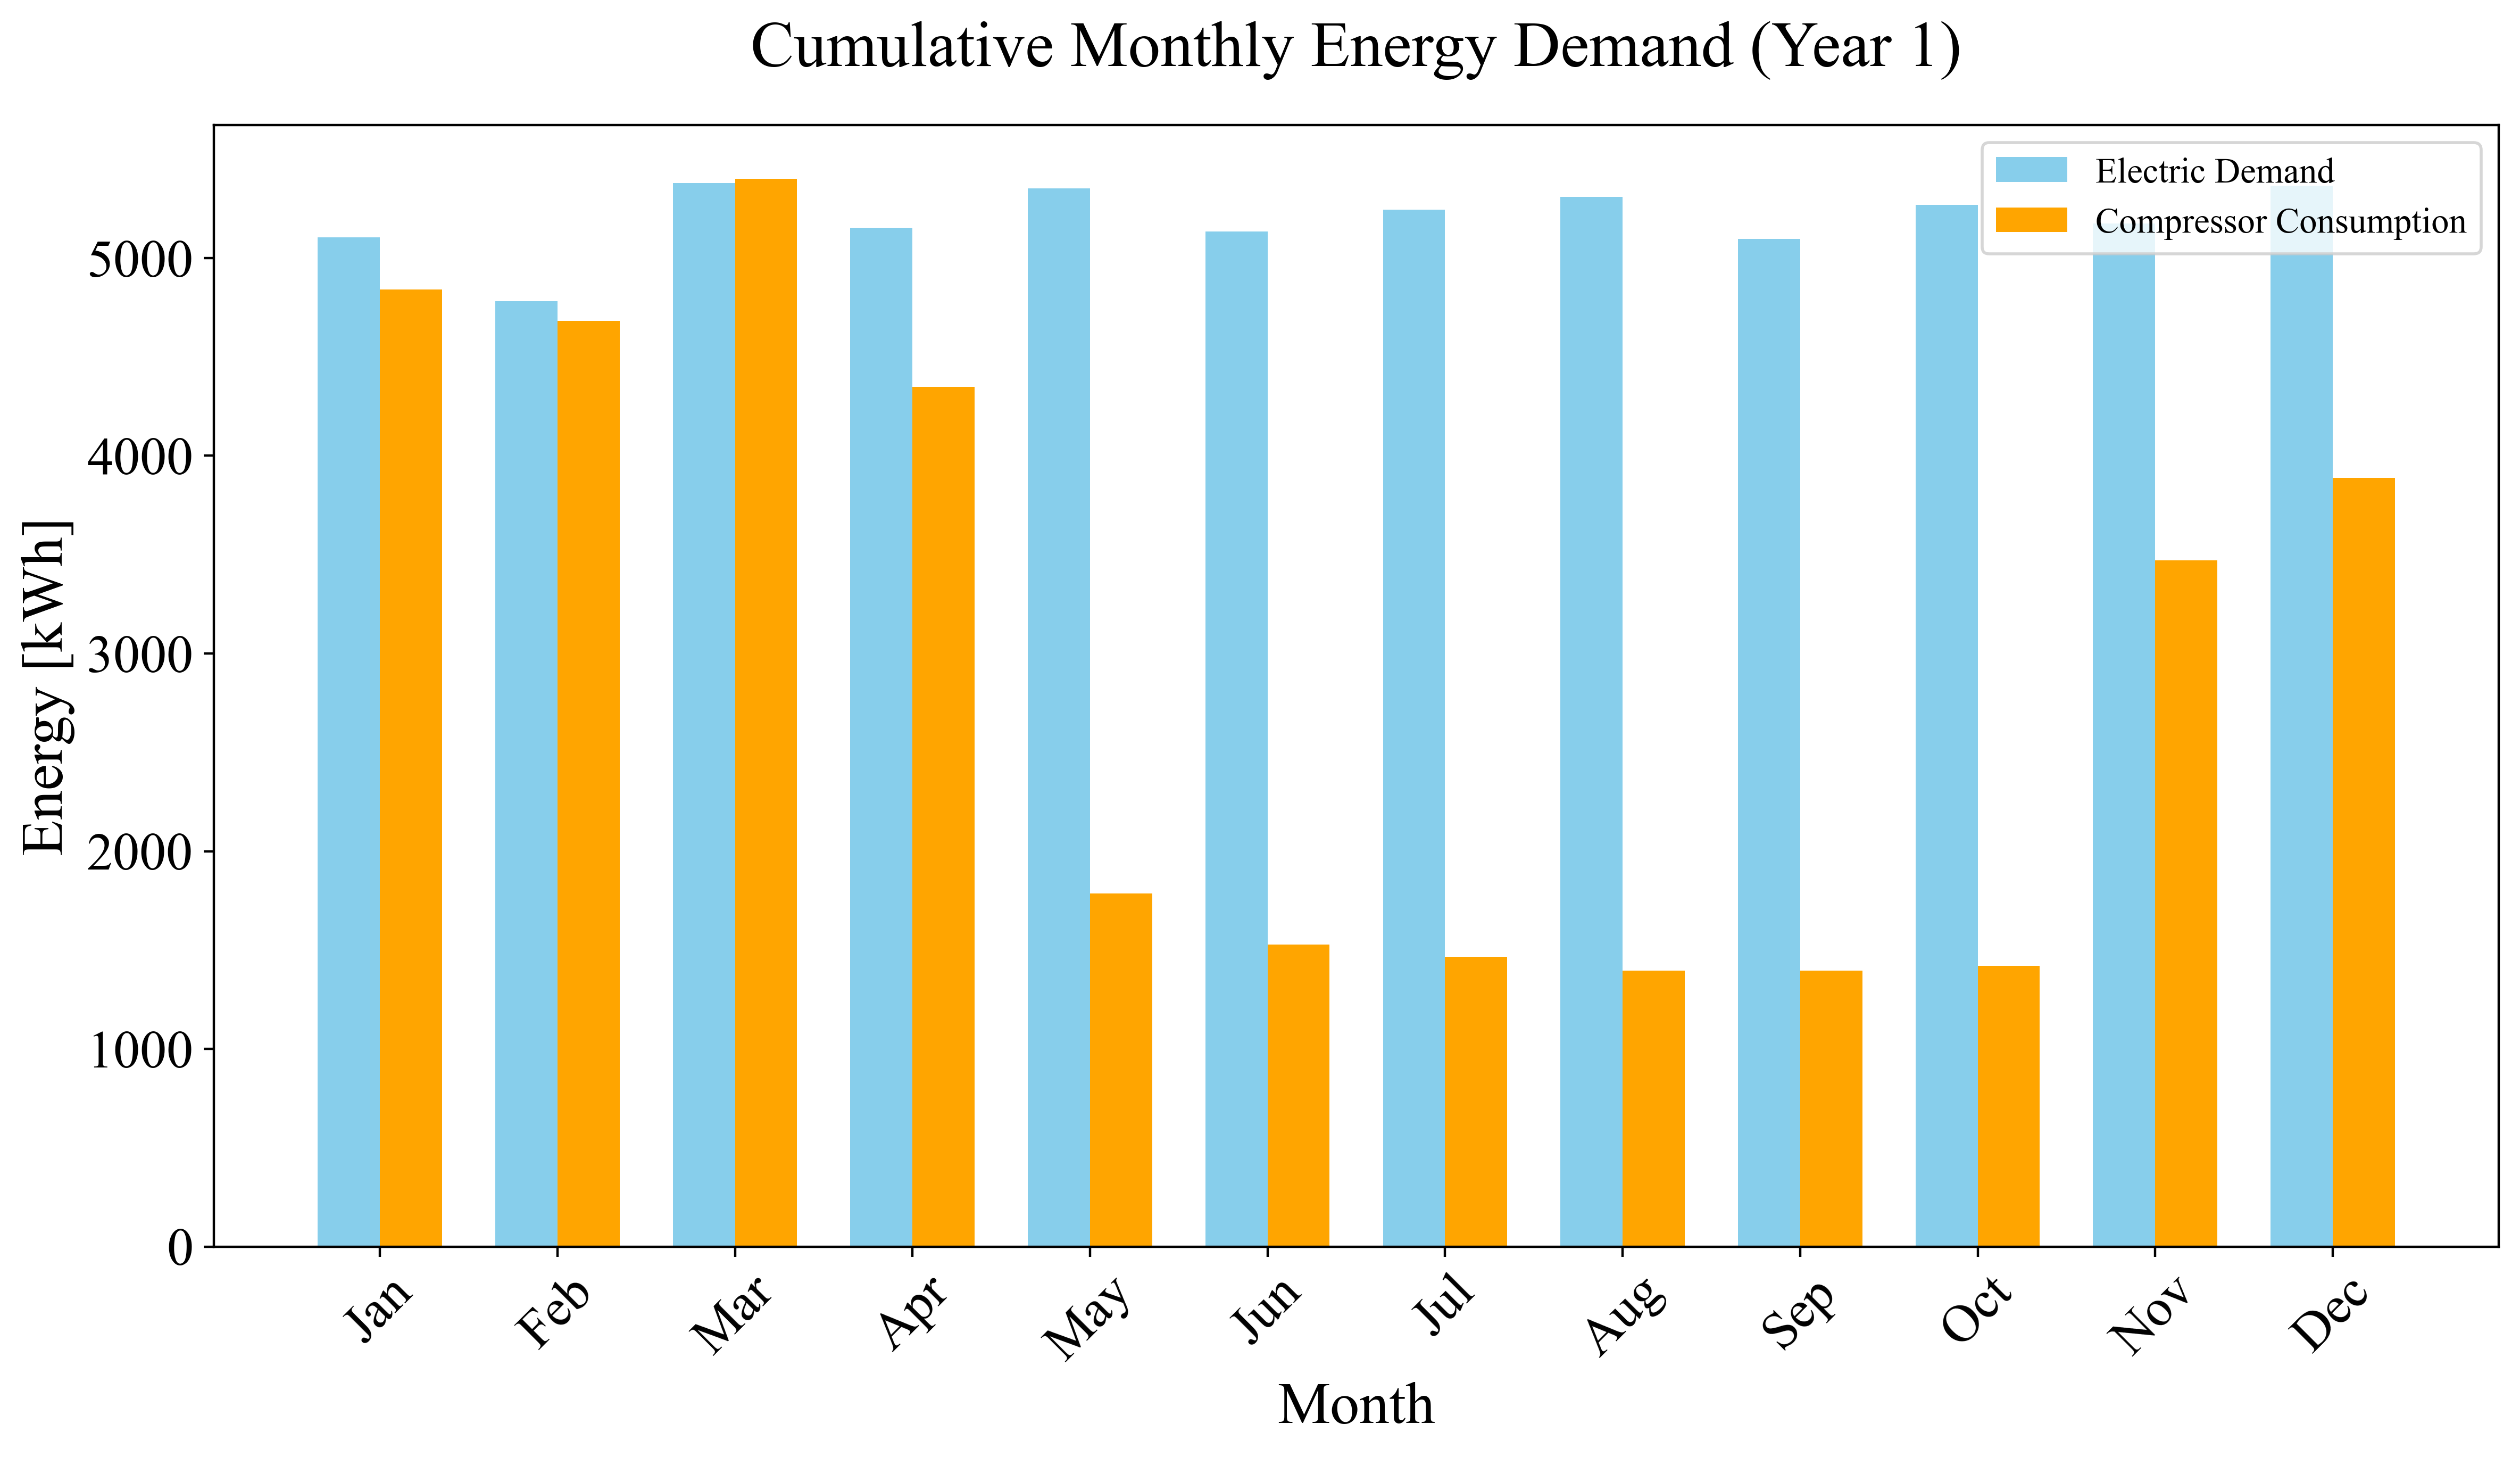 Cumulative Monthly Energy Demand (Year 1)
Electric Demand
Compressor Consumption
Energy [kWh]
5000
4000
3000
2000
1000
0
Jan Feb Mar Apr May Jun Jul Aug Sep Oct Nov Dec
Month